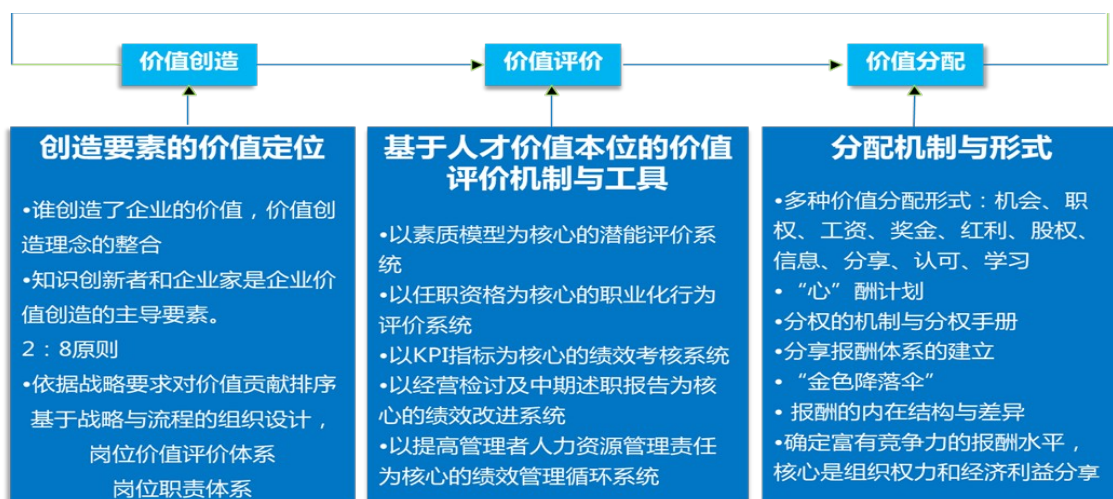 价值创造
价值评价
价值分配
创造要素的价值定位
•谁创造了企业的价值，价值创
造理念的整合
•知识创新者和企业家是企业价
值创造的主导要素。
2：8原则
•依据战略要求对价值贡献排序
基于战略与流程的组织设计，
岗位价值评价体系
岗位职责体系
基于人才价值本位的价值
评价机制与工具
•以素质模型为核心的潜能评价系
统
•以任职资格为核心的职业化行为
评价系统
•以KPI指标为核心的绩效考核系统
•以经营检讨及中期述职报告为核
心的绩效改进系统
•以提高管理者人力资源管理责任
为核心的绩效管理循环系统
分配机制与形式
•多种价值分配形式：机会、职
权、工资、奖金、红利、股权、
信息、分享、认可、学习
•“心”酬计划
•分权的机制与分权手册
•分享报酬体系的建立
•“金色降落伞”
•报酬的内在结构与差异
•确定富有竞争力的报酬水平，
核心是组织权力和经济利益分享